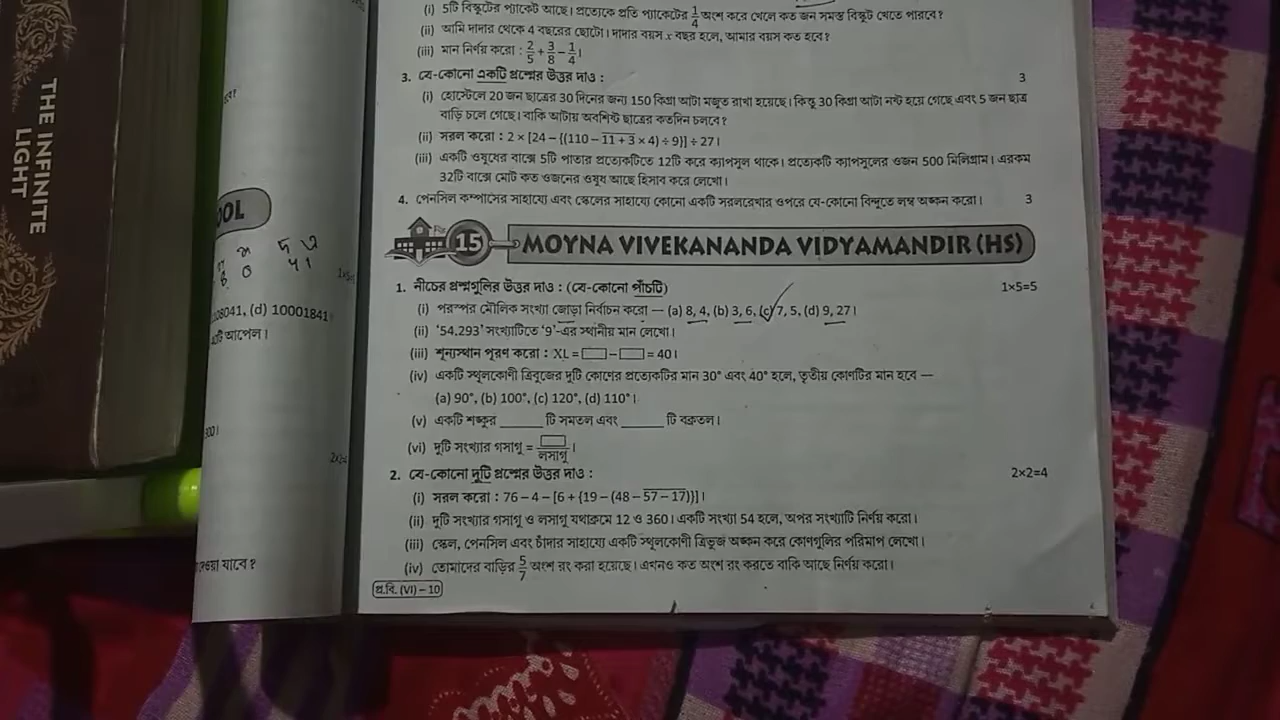 THE INFINITE
LIGHT
OOL
108041, (d) 10001841
টি আপেল।
300।
2×2=4
দেওয়া যাবে?
(i) 5টি বিস্কুটের প্যাকেট আছে। প্রত্যেকে প্রতি প্যাকেটের 1/4 অংশ করে খেলে কত জন সমস্ত বিস্কুট খেতে পারবে?
(ii) আমি দাদার থেকে 4 বছরের ছোটো। দাদার বয়স x বছর হলে, আমার বয়স কত হবে?
(iii) মান নির্ণয় করো : 2/5 + 3/8 − 1/4।
3. যে-কোনো একটি প্রশ্নের উত্তর দাও : 3
(i) হোস্টেলে 20 জন ছাত্রের 30 দিনের জন্য 150 কিগ্রা আটা মজুত রাখা হয়েছে। কিন্তু 30 কিগ্রা আটা নষ্ট হয়ে গেছে এবং 5 জন ছাত্র
বাড়ি চলে গেছে। বাকি আটায় অবশিষ্ট ছাত্রের কতদিন চলবে?
(ii) সরল করো : 2 × [24 − {(110 − 11 + 3 × 4) ÷ 9}] ÷ 27।
(iii) একটি ওষুধের বাক্সে 5টি পাতার প্রত্যেকটিতে 12টি করে ক্যাপসুল থাকে। প্রত্যেকটি ক্যাপসুলের ওজন 500 মিলিগ্রাম। এরকম
32টি বাক্সে মোট কত ওজনের ওষুধ আছে হিসাব করে লেখো।
4. পেনসিল কম্পাসের সাহায্যে এবং স্কেলের সাহায্যে কোনো একটি সরলরেখার ওপরে যে-কোনো বিন্দুতে লম্ব অঙ্কন করো। 3
15 MOYNA VIVEKANANDA VIDYAMANDIR (HS)
1. নীচের প্রশ্নগুলির উত্তর দাও : (যে-কোনো পাঁচটি) 1×5=5
(i) পরস্পর মৌলিক সংখ্যা জোড়া নির্বাচন করো — (a) 8, 4, (b) 3, 6, (c) 7, 5, (d) 9, 27।
(ii) ‘54.293’ সংখ্যাটিতে ‘9’-এর স্থানীয় মান লেখো।
(iii) শূন্যস্থান পূরণ করো : XL = □ − □ = 40।
(iv) একটি স্থূলকোণী ত্রিভুজের দুটি কোণের প্রত্যেকটির মান 30° এবং 40° হলে, তৃতীয় কোণটির মান হবে —
(a) 90°, (b) 100°, (c) 120°, (d) 110°।
(v) একটি শঙ্কুর ______ টি সমতল এবং ______ টি বক্রতল।
(vi) দুটি সংখ্যার গসাগু = □/লসাগু।
2. যে-কোনো দুটি প্রশ্নের উত্তর দাও : 2×2=4
(i) সরল করো : 76 − 4 − [6 + {19 − (48 − 57 − 17)}]।
(ii) দুটি সংখ্যার গসাগু ও লসাগু যথাক্রমে 12 ও 360। একটি সংখ্যা 54 হলে, অপর সংখ্যাটি নির্ণয় করো।
(iii) স্কেল, পেনসিল এবং চাঁদার সাহায্যে একটি স্থূলকোণী ত্রিভুজ অঙ্কন করে কোণগুলির পরিমাপ লেখো।
(iv) তোমাদের বাড়ির 5/7 অংশ রং করা হয়েছে। এখনও কত অংশ রং করতে বাকি আছে নির্ণয় করো।
প্র.বি. (VI) – 10